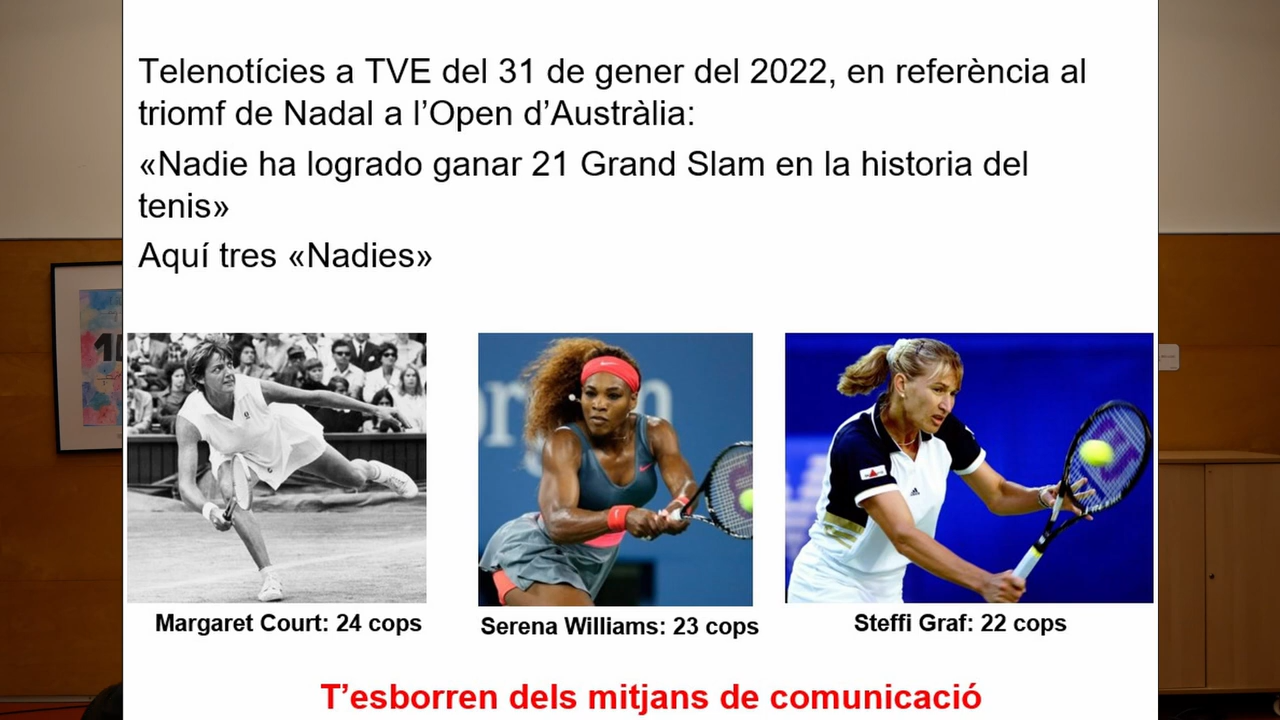 Telenotícies a TVE del 31 de gener del 2022, en referència al
triomf de Nadal a l’Open d’Austràlia:
«Nadie ha logrado ganar 21 Grand Slam en la historia del
tenis»
Aquí tres «Nadies»
Margaret Court: 24 cops
Serena Williams: 23 cops
Steffi Graf: 22 cops
T’esborren dels mitjans de comunicació